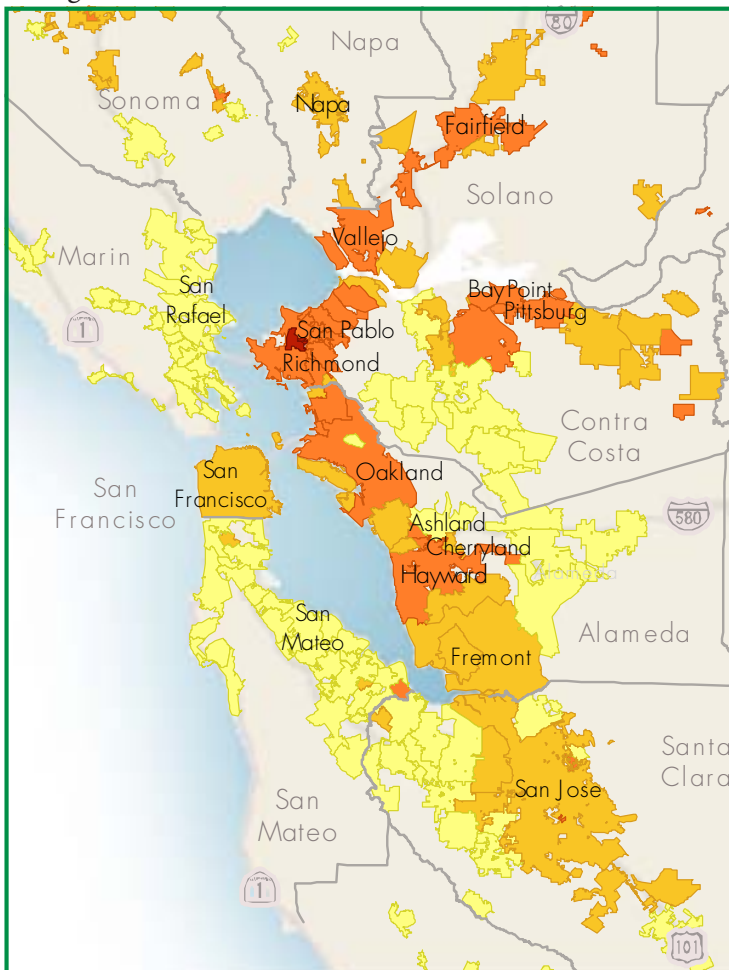 80
Napa
Sonoma
Napa
Fairfield
Solano
Vallejo
Marin
San
Rafael
Bay Point
Pittsburg
1
San Pablo
Richmond
Contra
Costa
San
Francisco
San
Francisco
Oakland
Ashland
580
Cherryland
Hayward
San
Mateo
Alameda
Fremont
Santa
Clara
San Jose
San
Mateo
1
101